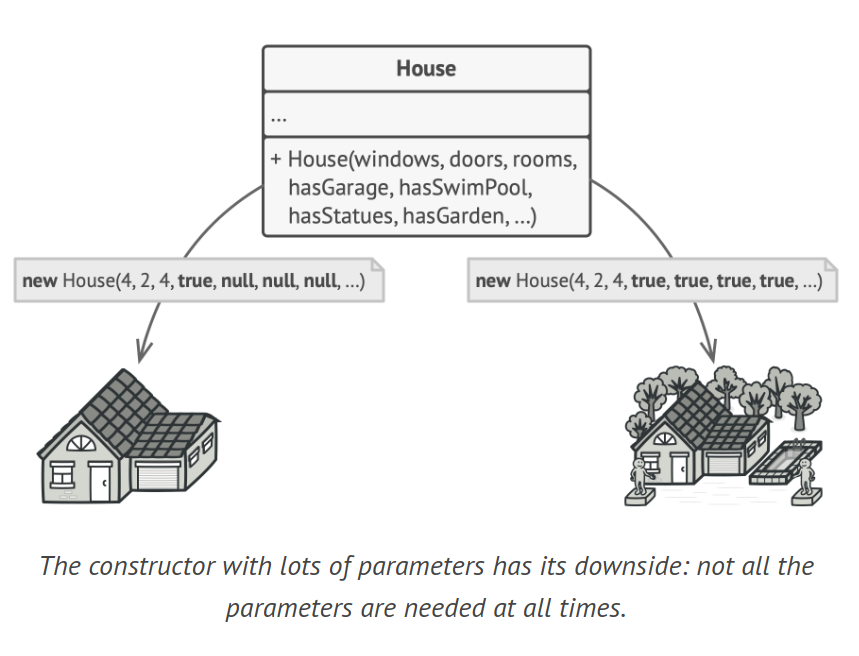 House
...
+ House(windows, doors, rooms,
hasGarage, hasSwimPool,
hasStatues, hasGarden, ...)
new House(4, 2, 4, true, null, null, null, ...)
new House(4, 2, 4, true, true, true, true, ...)
The constructor with lots of parameters has its downside: not all the
parameters are needed at all times.